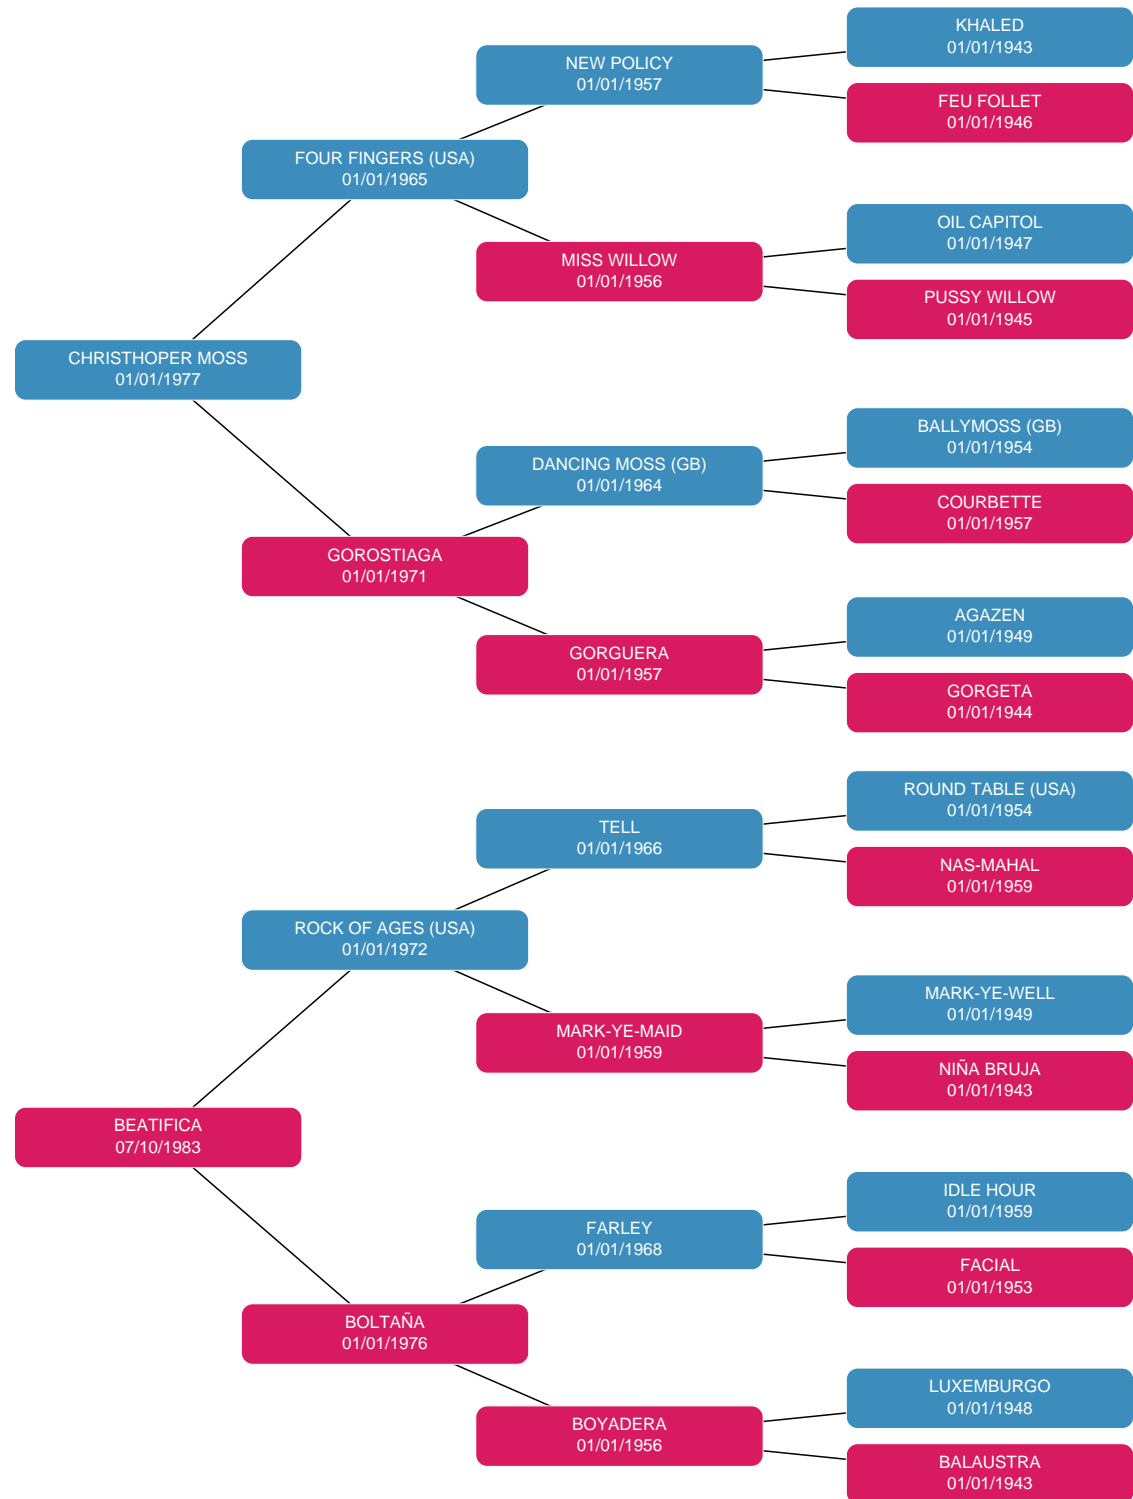 KHALED
01/01/1943
NEW POLICY
01/01/1957
FEU FOLLET
01/01/1946
FOUR FINGERS (USA)
01/01/1965
OIL CAPITOL
01/01/1947
MISS WILLOW
01/01/1956
PUSSY WILLOW
01/01/1945
CHRISTHOPER MOSS
01/01/1977
BALLYMOSS (GB)
01/01/1954
DANCING MOSS (GB)
01/01/1964
COURBETTE
01/01/1957
GOROSTIAGA
01/01/1971
AGAZEN
01/01/1949
GORGUERA
01/01/1957
GORGETA
01/01/1944
ROUND TABLE (USA)
01/01/1954
TELL
01/01/1966
NAS-MAHAL
01/01/1959
ROCK OF AGES (USA)
01/01/1972
MARK-YE-WELL
01/01/1949
MARK-YE-MAID
01/01/1959
NIÑA BRUJA
01/01/1943
BEATIFICA
07/10/1983
IDLE HOUR
01/01/1959
FARLEY
01/01/1968
FACIAL
01/01/1953
BOLTAÑA
01/01/1976
LUXEMBURGO
01/01/1948
BOYADERA
01/01/1956
BALAUSTRA
01/01/1943